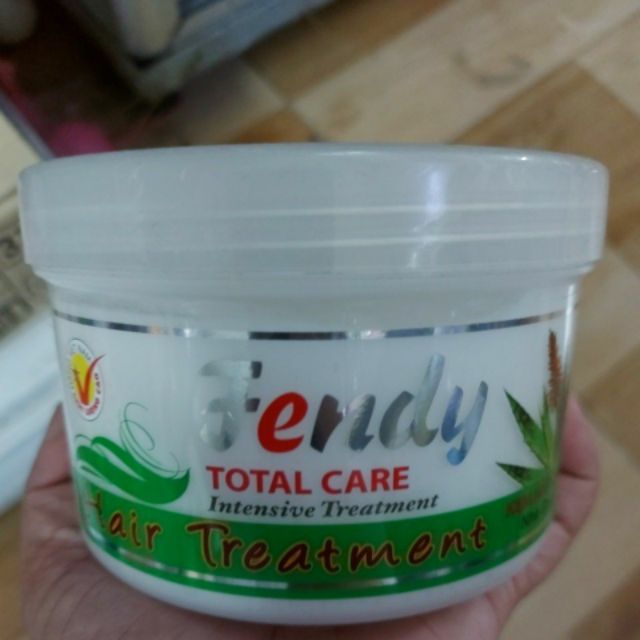 Fendy
TOTAL CARE
Intensive Treatment
Hair Treatment